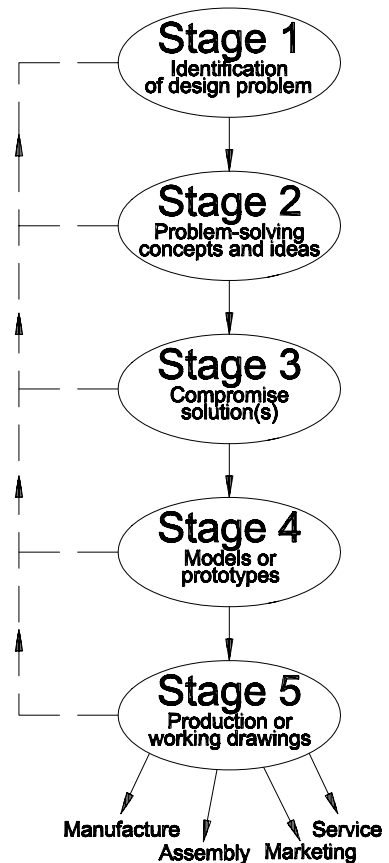 Stage 1
Identification
of design problem
Stage 2
Problem-solving
concepts and ideas
Stage 3
Compromise
solution(s)
Stage 4
Models or
prototypes
Stage 5
Production or
working drawings
Manufacture
Service
Assembly
Marketing